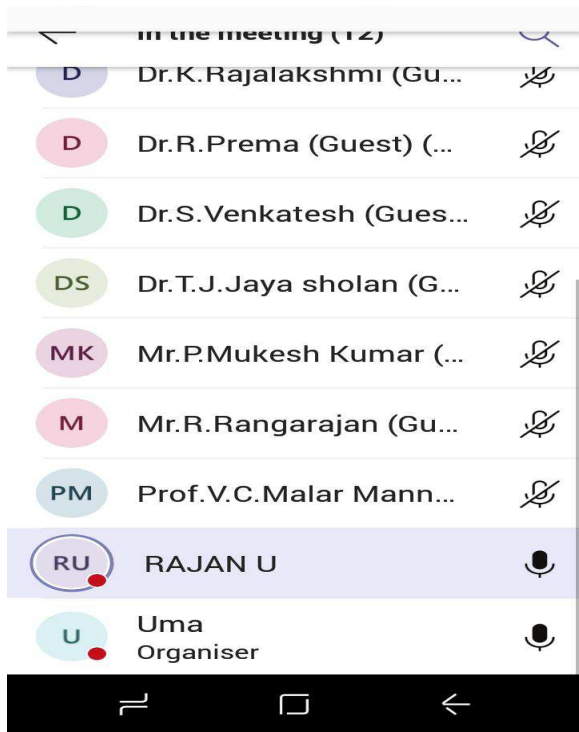 In the meeting (12)
D Dr.K.Rajalakshmi (Gu...
D Dr.R.Prema (Guest) (...
D Dr.S.Venkatesh (Gues...
DS Dr.T.J.Jaya sholan (G...
MK Mr.P.Mukesh Kumar (...
M Mr.R.Rangarajan (Gu...
PM Prof.V.C.Malar Mann...
RU RAJAN U
U Uma
Organiser